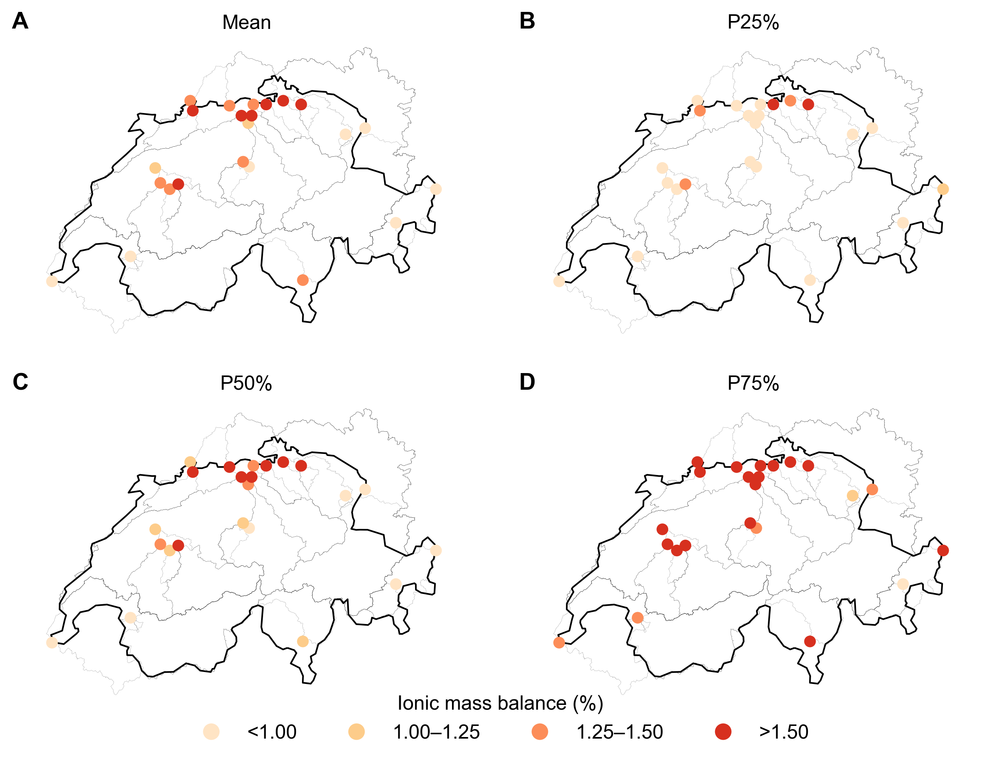 A
Mean
B
P25%
C
P50%
D
P75%
Ionic mass balance (%)
<1.00
1.00–1.25
1.25–1.50
>1.50